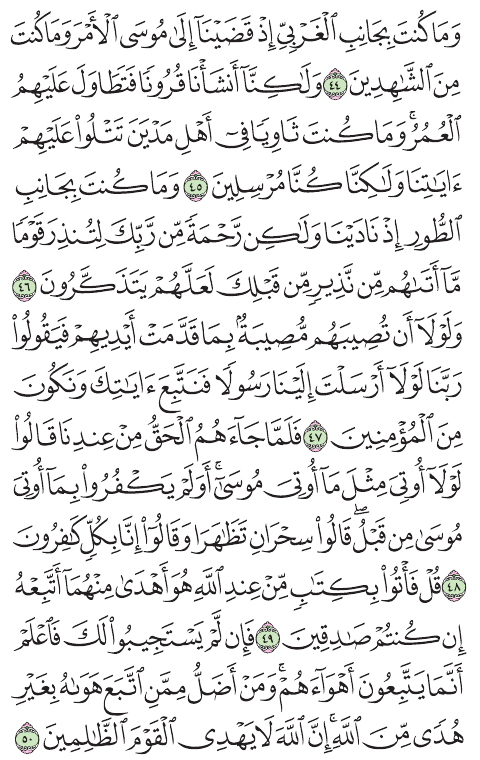 وَمَا كُنتَ بِجَانِبِ ٱلْغَرْبِىِّ إِذْ قَضَيْنَآ إِلَىٰ مُوسَى ٱلْأَمْرَ وَمَا كُنتَ
مِنَ ٱلشَّٰهِدِينَ ٤٤ وَلَٰكِنَّآ أَنشَأْنَا قُرُونًا فَتَطَاوَلَ عَلَيْهِمُ
ٱلْعُمُرُ ۚ وَمَا كُنتَ ثَاوِيًا فِىٓ أَهْلِ مَدْيَنَ تَتْلُوا۟ عَلَيْهِمْ
ءَايَٰتِنَا وَلَٰكِنَّا كُنَّا مُرْسِلِينَ ٤٥ وَمَا كُنتَ بِجَانِبِ
ٱلطُّورِ إِذْ نَادَيْنَا وَلَٰكِن رَّحْمَةً مِّن رَّبِّكَ لِتُنذِرَ قَوْمًا
مَّآ أَتَىٰهُم مِّن نَّذِيرٍ مِّن قَبْلِكَ لَعَلَّهُمْ يَتَذَكَّرُونَ ٤٦
وَلَوْلَآ أَن تُصِيبَهُم مُّصِيبَةٌۢ بِمَا قَدَّمَتْ أَيْدِيهِمْ فَيَقُولُوا۟
رَبَّنَا لَوْلَآ أَرْسَلْتَ إِلَيْنَا رَسُولًا فَنَتَّبِعَ ءَايَٰتِكَ وَنَكُونَ
مِنَ ٱلْمُؤْمِنِينَ ٤٧ فَلَمَّا جَآءَهُمُ ٱلْحَقُّ مِنْ عِندِنَا قَالُوا۟
لَوْلَآ أُوتِىَ مِثْلَ مَآ أُوتِىَ مُوسَىٰٓ ۚ أَوَلَمْ يَكْفُرُوا۟ بِمَآ أُوتِىَ
مُوسَىٰ مِن قَبْلُ ۖ قَالُوا۟ سِحْرَانِ تَظَٰهَرَا وَقَالُوٓا۟ إِنَّا بِكُلٍّ كَٰفِرُونَ
٤٨ قُلْ فَأْتُوا۟ بِكِتَٰبٍ مِّنْ عِندِ ٱللَّهِ هُوَ أَهْدَىٰ مِنْهُمَآ أَتَّبِعْهُ
إِن كُنتُمْ صَٰدِقِينَ ٤٩ فَإِن لَّمْ يَسْتَجِيبُوا۟ لَكَ فَٱعْلَمْ
أَنَّمَا يَتَّبِعُونَ أَهْوَآءَهُمْ ۚ وَمَنْ أَضَلُّ مِمَّنِ ٱتَّبَعَ هَوَىٰهُ بِغَيْرِ
هُدًى مِّنَ ٱللَّهِ ۚ إِنَّ ٱللَّهَ لَا يَهْدِى ٱلْقَوْمَ ٱلظَّٰلِمِينَ ٥٠